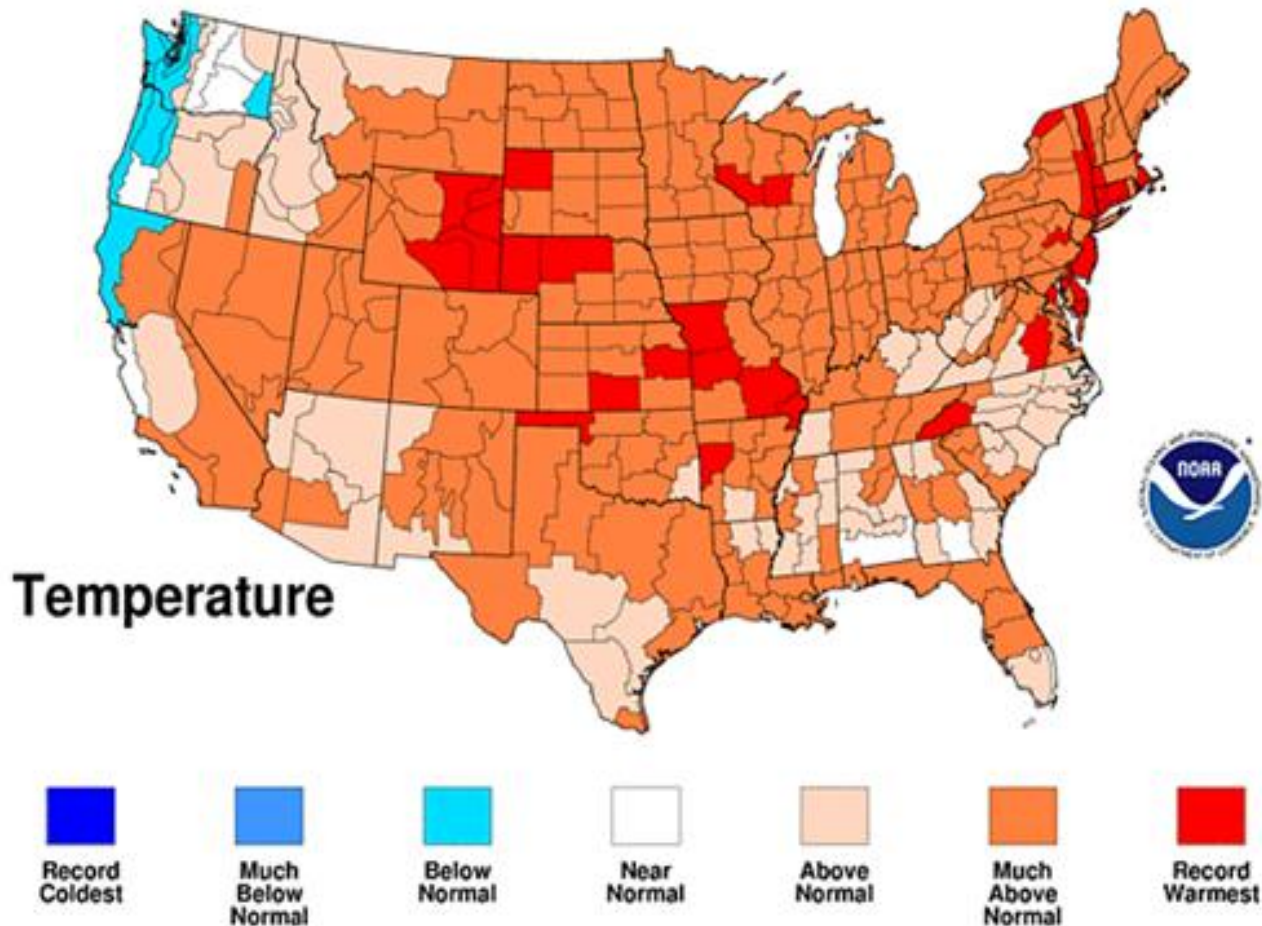 NOAA
Temperature
Record
Coldest
Much
Below
Normal
Below
Normal
Near
Normal
Above
Normal
Much
Above
Normal
Record
Warmest